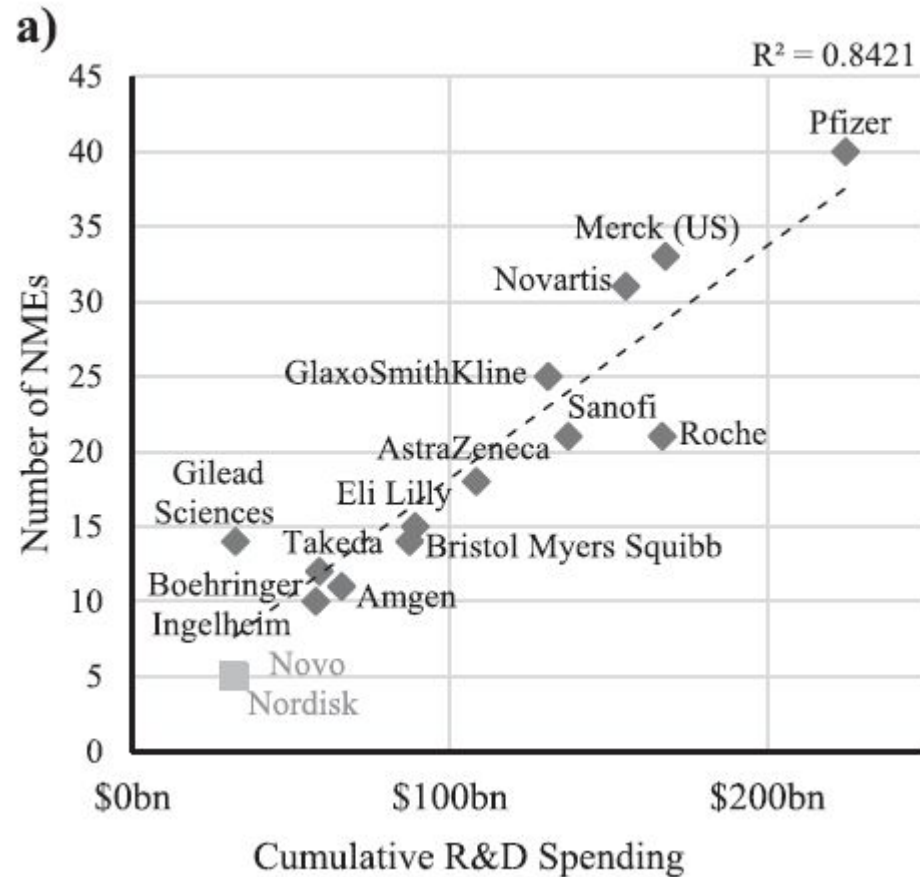 a)
R² = 0.8421
45
40
35
30
25
20
15
10
5
0
Number of NMEs
Pfizer
Merck (US)
Novartis
GlaxoSmithKline
Sanofi
Roche
AstraZeneca
Gilead
Sciences
Eli Lilly
Takeda
Bristol Myers Squibb
Boehringer
Ingelheim
Amgen
Novo
Nordisk
$0bn
$100bn
$200bn
Cumulative R&D Spending